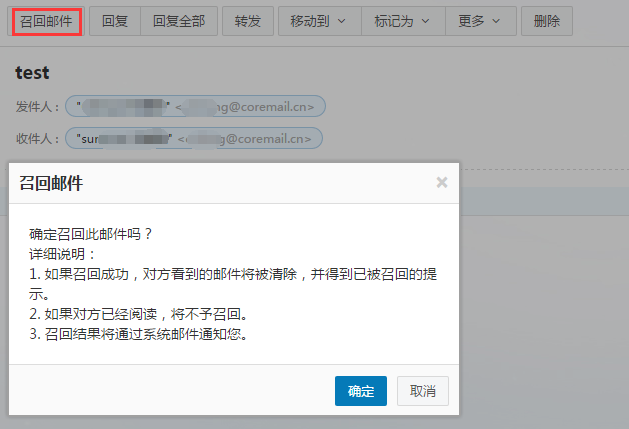 召回邮件 回复 回复全部 转发 移动到 标记为 更多 删除
test
发件人： " " < g@coremail.cn>
收件人： "sur " < @coremail.cn>
召回邮件 ×
确定召回此邮件吗？
详细说明：
1. 如果召回成功，对方看到的邮件将被清除，并得到已被召回的提
示。
2. 如果对方已经阅读，将不予召回。
3. 召回结果将通过系统邮件通知您。
确定 取消